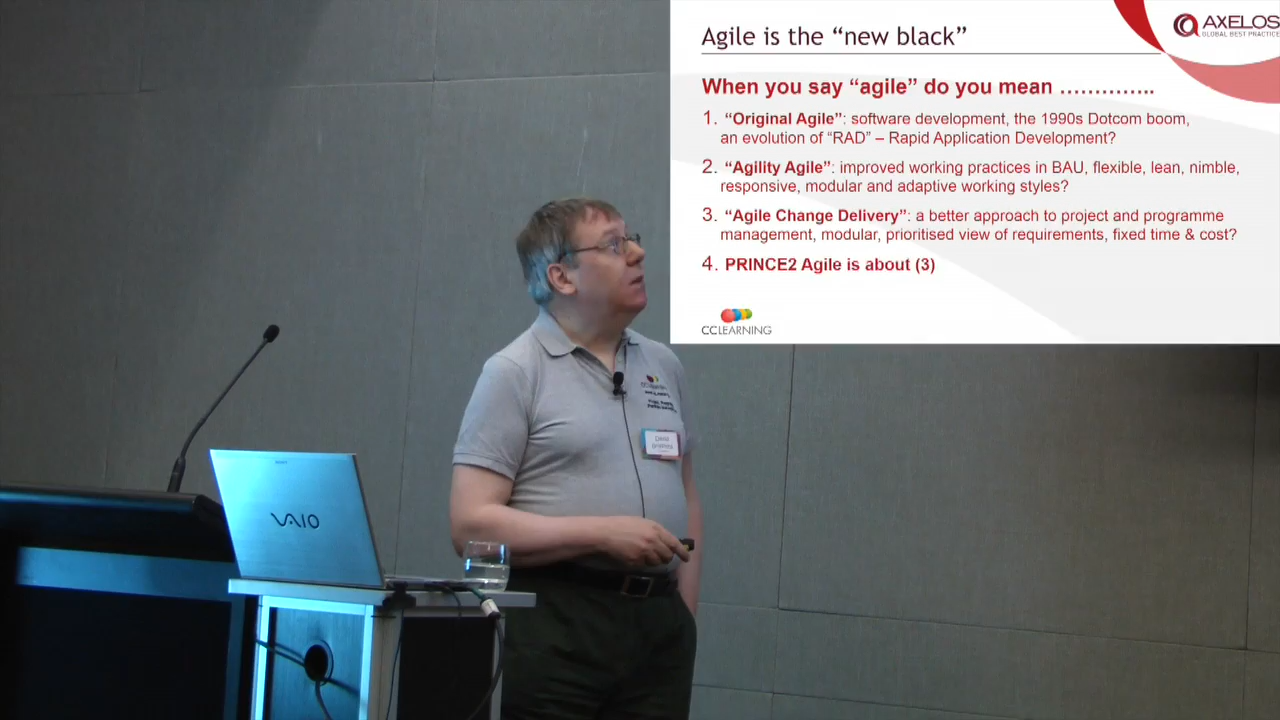 Agile is the “new black”
AXELOS
GLOBAL BEST PRACTICE
When you say “agile” do you mean …………..
1. “Original Agile”: software development, the 1990s Dotcom boom,
an evolution of “RAD” – Rapid Application Development?
2. “Agility Agile”: improved working practices in BAU, flexible, lean, nimble,
responsive, modular and adaptive working styles?
3. “Agile Change Delivery”: a better approach to project and programme
management, modular, prioritised view of requirements, fixed time & cost?
4. PRINCE2 Agile is about (3)
CCLEARNING
David
VAIO